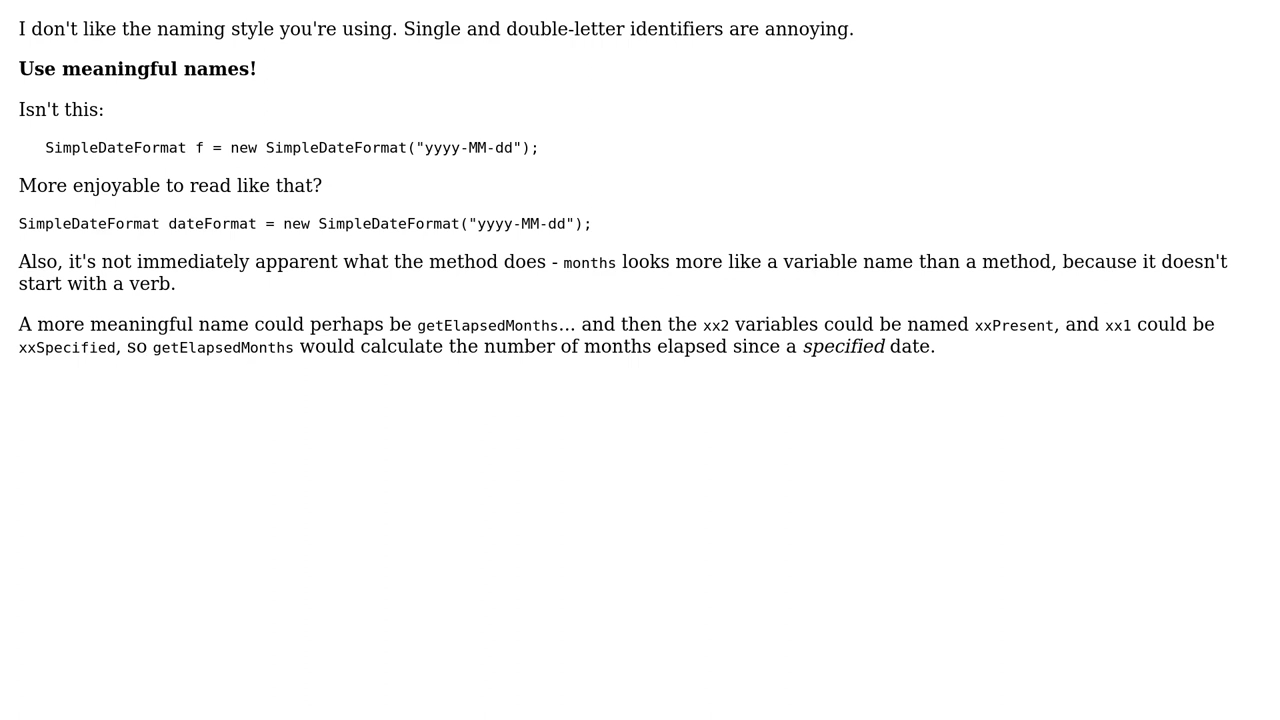 I don't like the naming style you're using. Single and double-letter identifiers are annoying.
Use meaningful names!
Isn't this:
SimpleDateFormat f = new SimpleDateFormat("yyyy-MM-dd");
More enjoyable to read like that?
SimpleDateFormat dateFormat = new SimpleDateFormat("yyyy-MM-dd");
Also, it's not immediately apparent what the method does - months looks more like a variable name than a method, because it doesn't
start with a verb.
A more meaningful name could perhaps be getElapsedMonths... and then the xx2 variables could be named xxPresent, and xx1 could be
xxSpecified, so getElapsedMonths would calculate the number of months elapsed since a specified date.